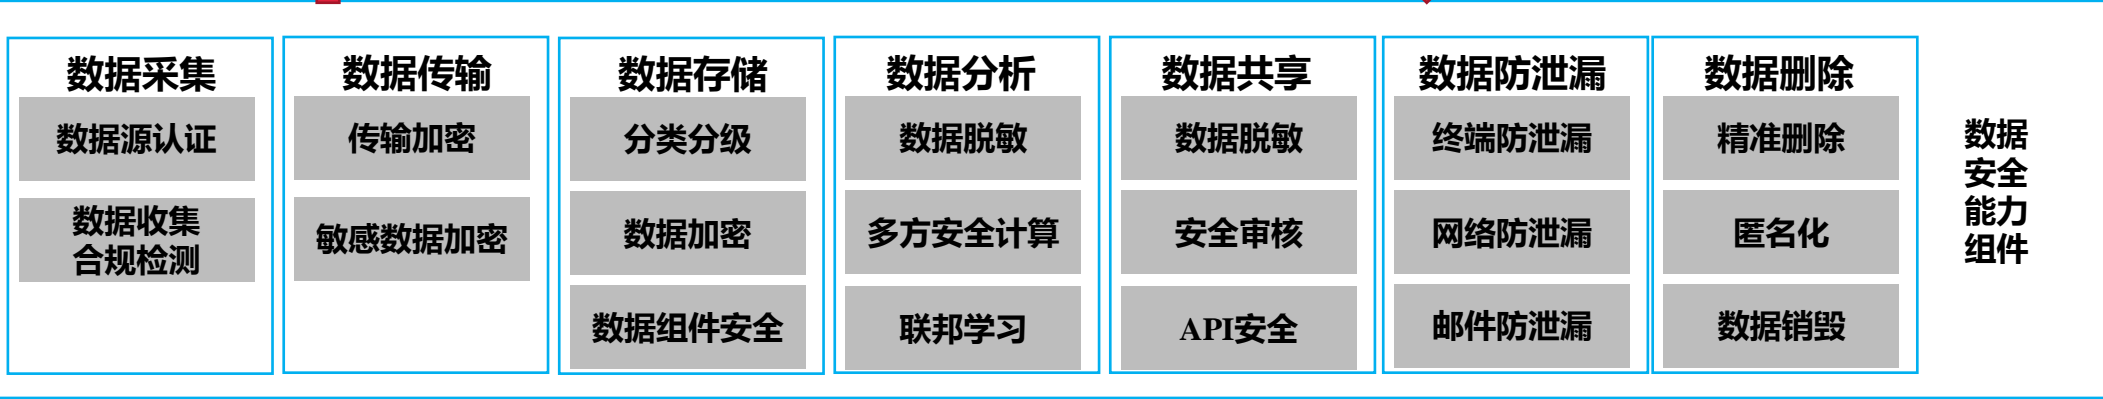 数据采集
数据源认证
数据收集
合规检测
数据传输
传输加密
敏感数据加密
数据存储
分类分级
数据加密
数据组件安全
数据分析
数据脱敏
多方安全计算
联邦学习
数据共享
数据脱敏
安全审核
API安全
数据防泄漏
终端防泄漏
网络防泄漏
邮件防泄漏
数据删除
精准删除
匿名化
数据销毁
数据
安全
能力
组件